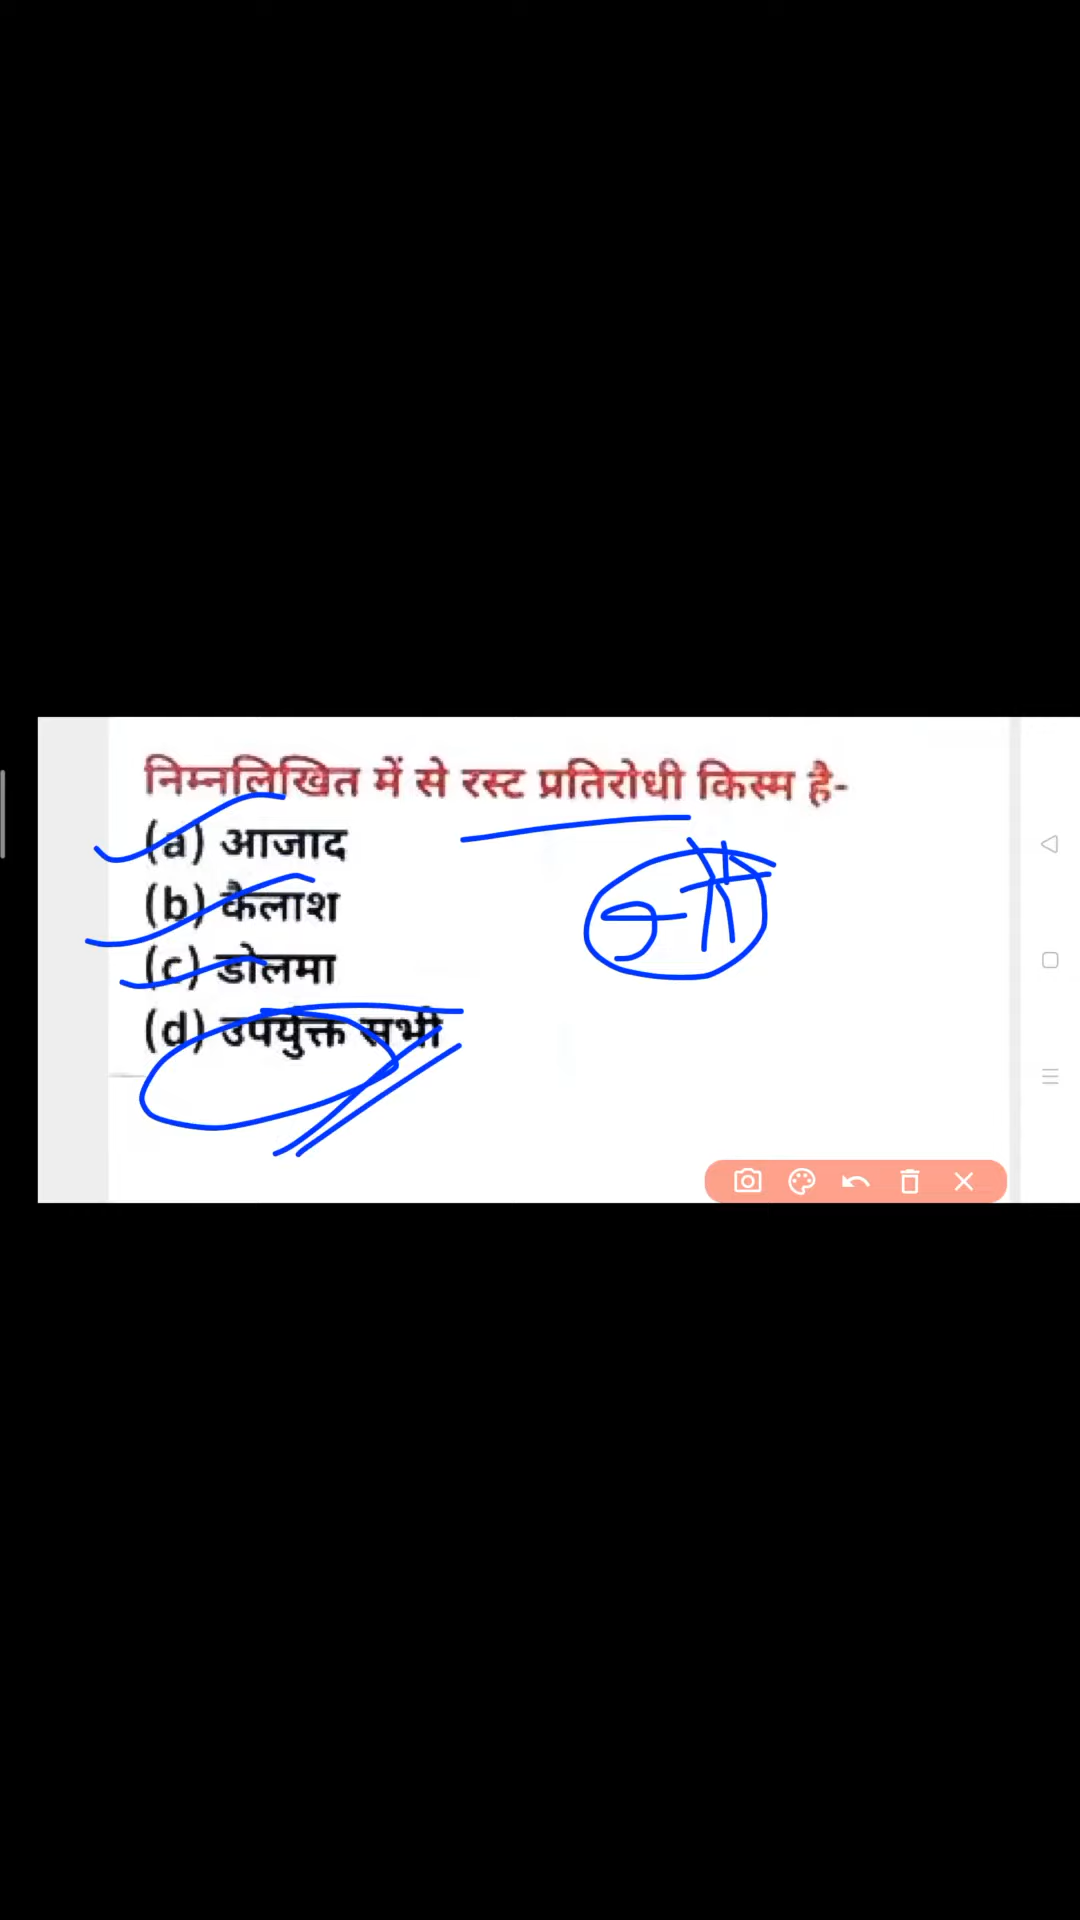 निम्नलिखित में से रस्ट प्रतिरोधी किस्म है-
(a) आजाद
(b) कैलाश
(c) डोलमा
(d) उपर्युक्त सभी